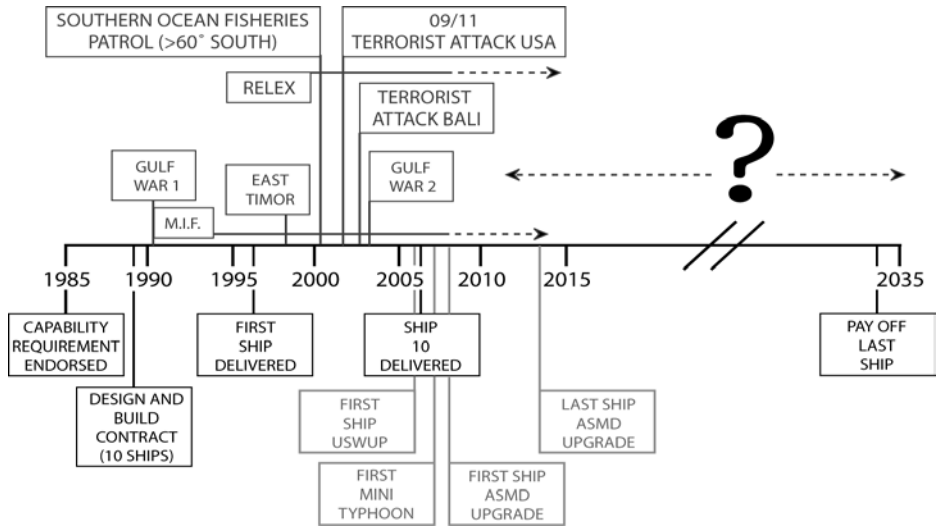 SOUTHERN OCEAN FISHERIES
PATROL (>60˚ SOUTH)
09/11
TERRORIST ATTACK USA
RELEX
TERRORIST
ATTACK BALI
?
GULF
WAR 1
EAST
TIMOR
GULF
WAR 2
M.I.F.
1985 1990 1995 2000 2005 2010 2015 2035
CAPABILITY
REQUIREMENT
ENDORSED
FIRST
SHIP
DELIVERED
SHIP
10
DELIVERED
PAY OFF
LAST
SHIP
DESIGN AND
BUILD
CONTRACT
(10 SHIPS)
FIRST
SHIP
USWUP
LAST SHIP
ASMD
UPGRADE
FIRST
MINI
TYPHOON
FIRST SHIP
ASMD
UPGRADE